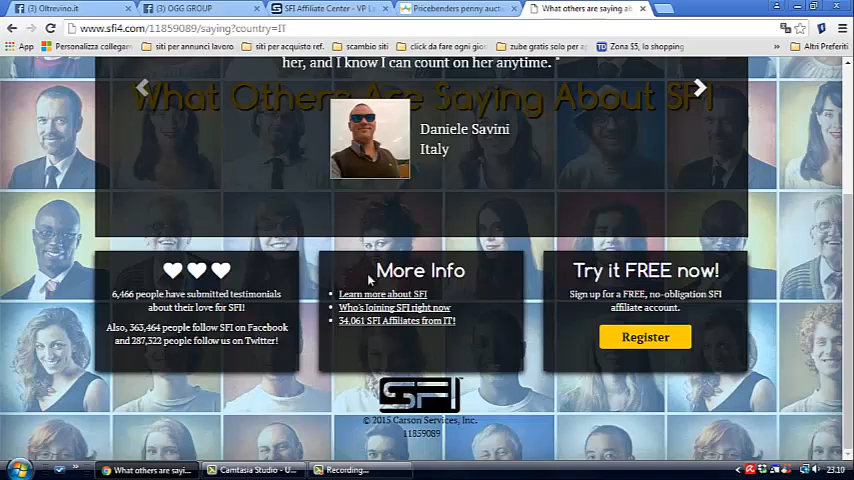 (3) Oltrevino.it
(3) OGG GROUP
SFI Affiliate Center - VP L
Pricebenders penny aucti
What others are saying ab
www.sfi4.com/11859089/saying?country=IT
App
Personalizza collegam
siti per annunci lavoro
siti per acquisto ref.
scambio siti
click da fare ogni giorn
zube gratis solo per a
Zona $5, lo shopping
Altri Preferiti
her, and I know I can count on her anytime. "
What Others Are Saying About SFI
Daniele Savini
Italy
6,466 people have submitted testimonials
about their love for SFI!
Also, 363,464 people follow SFI on Facebook
and 287,322 people follow us on Twitter!
More Info
Learn more about SFI
Who's Joining SFI right now
34,061 SFI Affiliates from IT!
Try it FREE now!
Sign up for a FREE, no-obligation SFI
affiliate account.
Register
SFI
© 2015 Carson Services, Inc.
11859089
What others are sayi...
Camtasia Studio - U...
Recording...
23.10